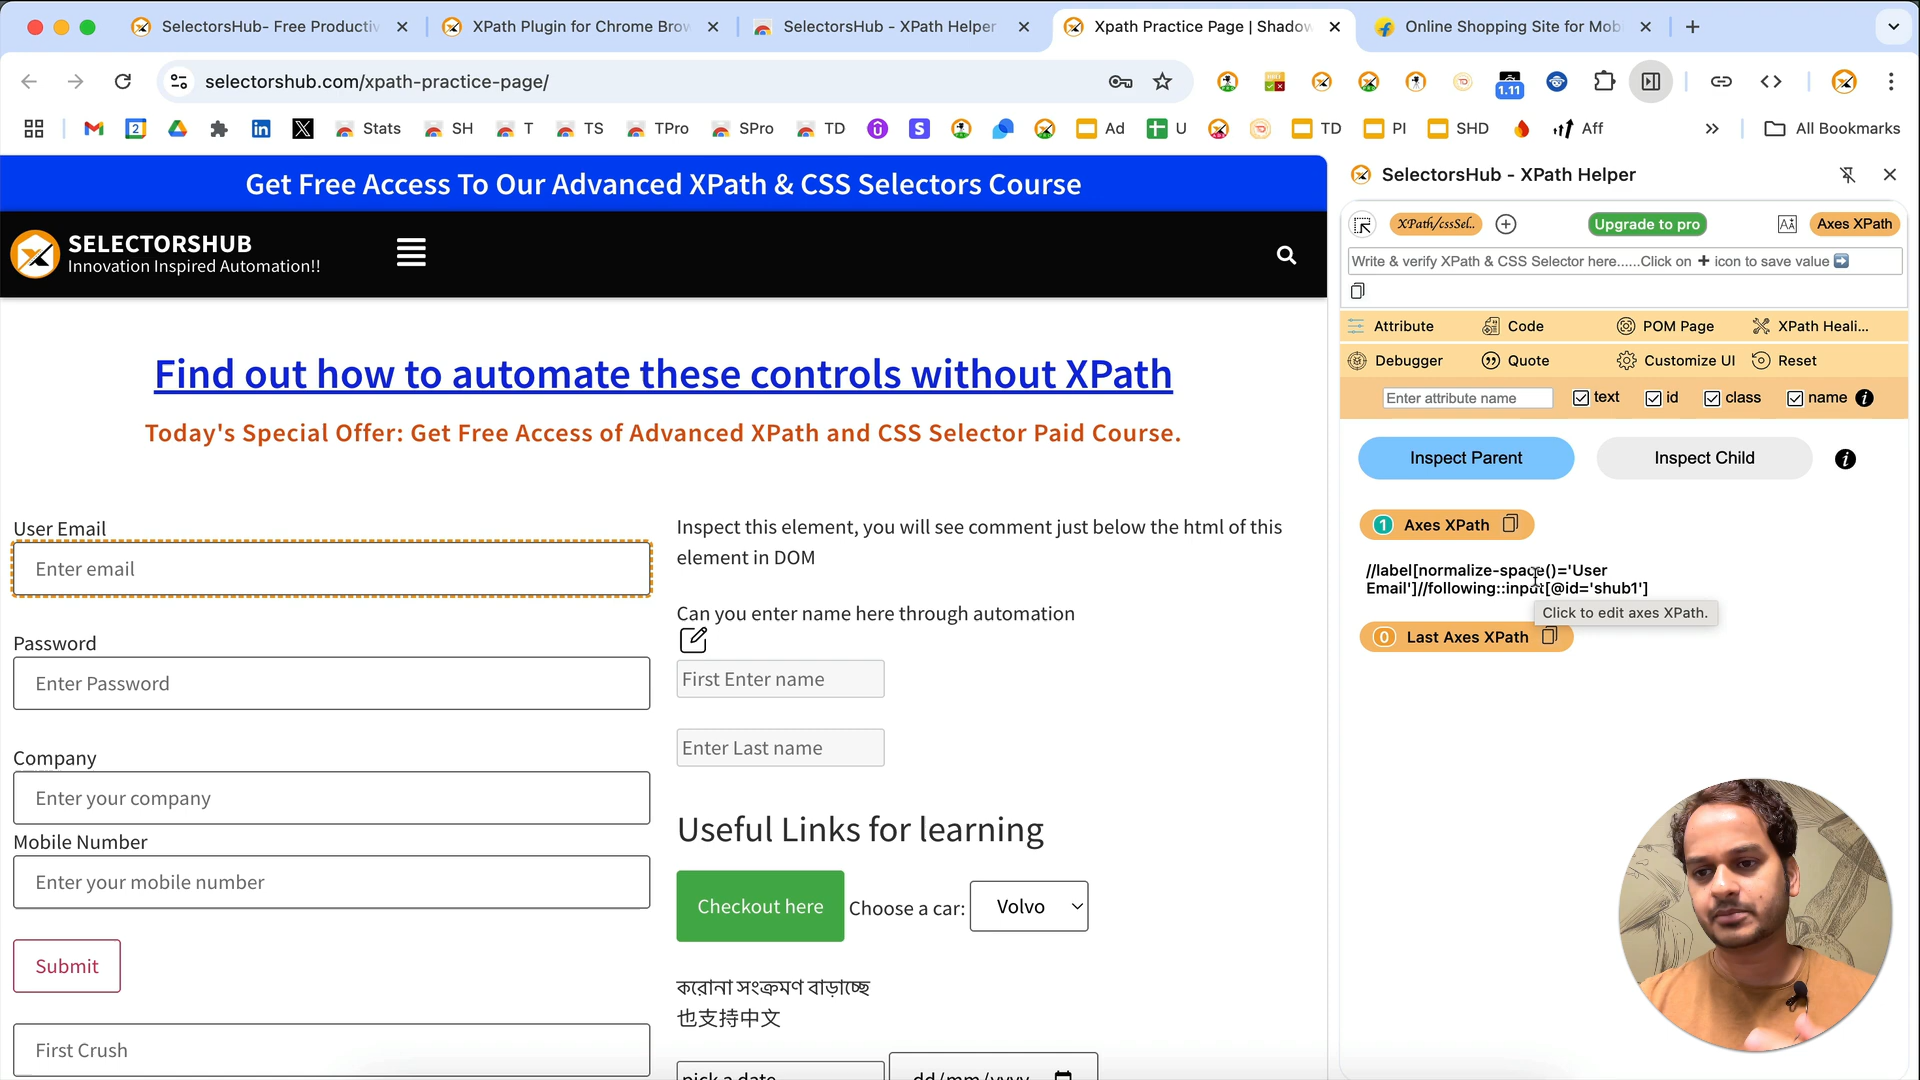 SelectorsHub- Free Productiv
XPath Plugin for Chrome Brow
SelectorsHub - XPath Helper
Xpath Practice Page | Shadow
Online Shopping Site for Mobi
selectorshub.com/xpath-practice-page/
1.11
2
Stats
SH
T
TS
TPro
SPro
TD
Ad
U
TD
PI
SHD
Aff
All Bookmarks
Get Free Access To Our Advanced XPath & CSS Selectors Course
SELECTORSHUB
Innovation Inspired Automation!!
Find out how to automate these controls without XPath
Today's Special Offer: Get Free Access of Advanced XPath and CSS Selector Paid Course.
User Email
Enter email
Password
Enter Password
Company
Enter your company
Mobile Number
Enter your mobile number
Submit
First Crush
Inspect this element, you will see comment just below the html of this
element in DOM
Can you enter name here through automation
First Enter name
Enter Last name
Useful Links for learning
Checkout here
Choose a car:
Volvo
করোনা সংক্রমণ বাড়াচ্ছে
也支持中文
pick a date
dd/mm/yyyy
SelectorsHub - XPath Helper
XPath/cssSel..
Upgrade to pro
Axes XPath
Write & verify XPath & CSS Selector here......Click on + icon to save value
Attribute
Code
POM Page
XPath Heali...
Debugger
Quote
Customize UI
Reset
Enter attribute name
text
id
class
name
Inspect Parent
Inspect Child
1 Axes XPath
//label[normalize-space()='User
Email']//following::input[@id='shub1']
Click to edit axes XPath.
0 Last Axes XPath